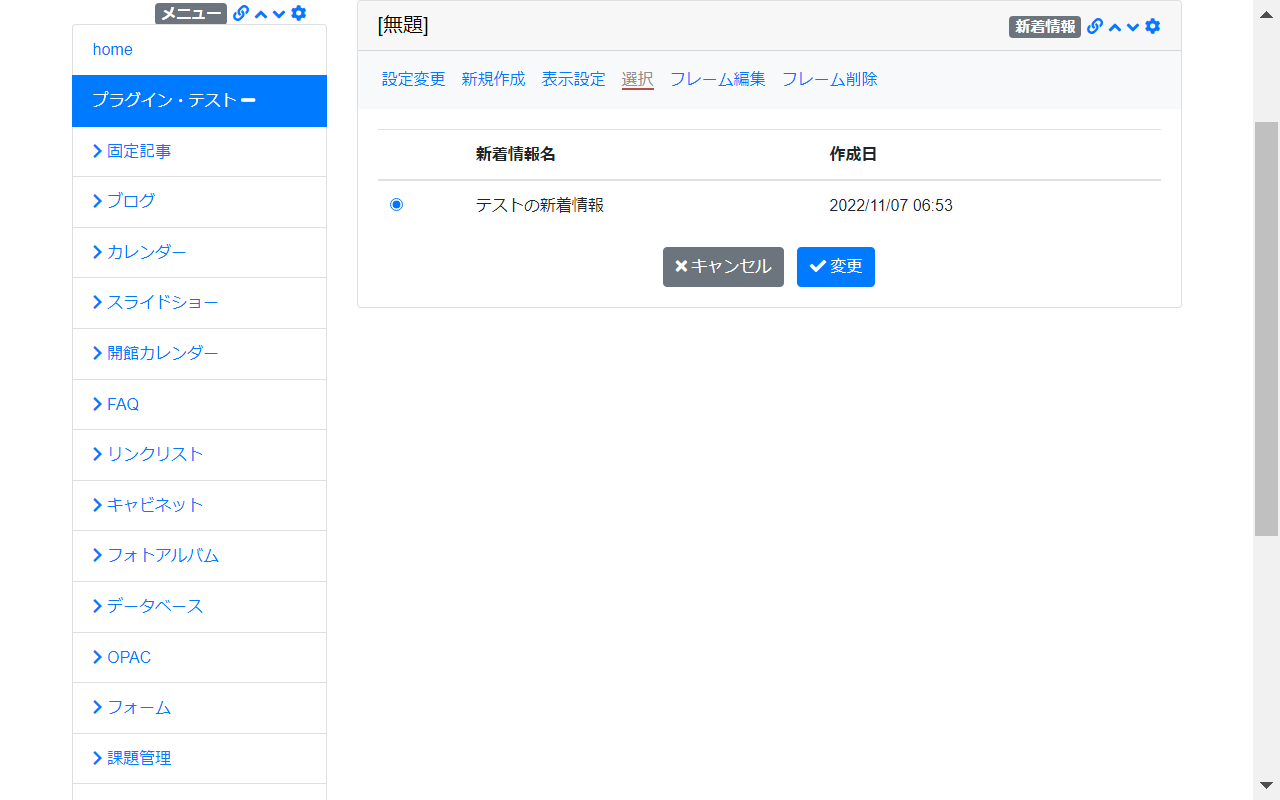 メニュー
home
プラグイン・テスト
固定記事
ブログ
カレンダー
スライドショー
開館カレンダー
FAQ
リンクリスト
キャビネット
フォトアルバム
データベース
OPAC
フォーム
課題管理
[無題]
新着情報
設定変更 新規作成 表示設定 選択 フレーム編集 フレーム削除
新着情報名 作成日
テストの新着情報 2022/11/07 06:53
キャンセル 変更